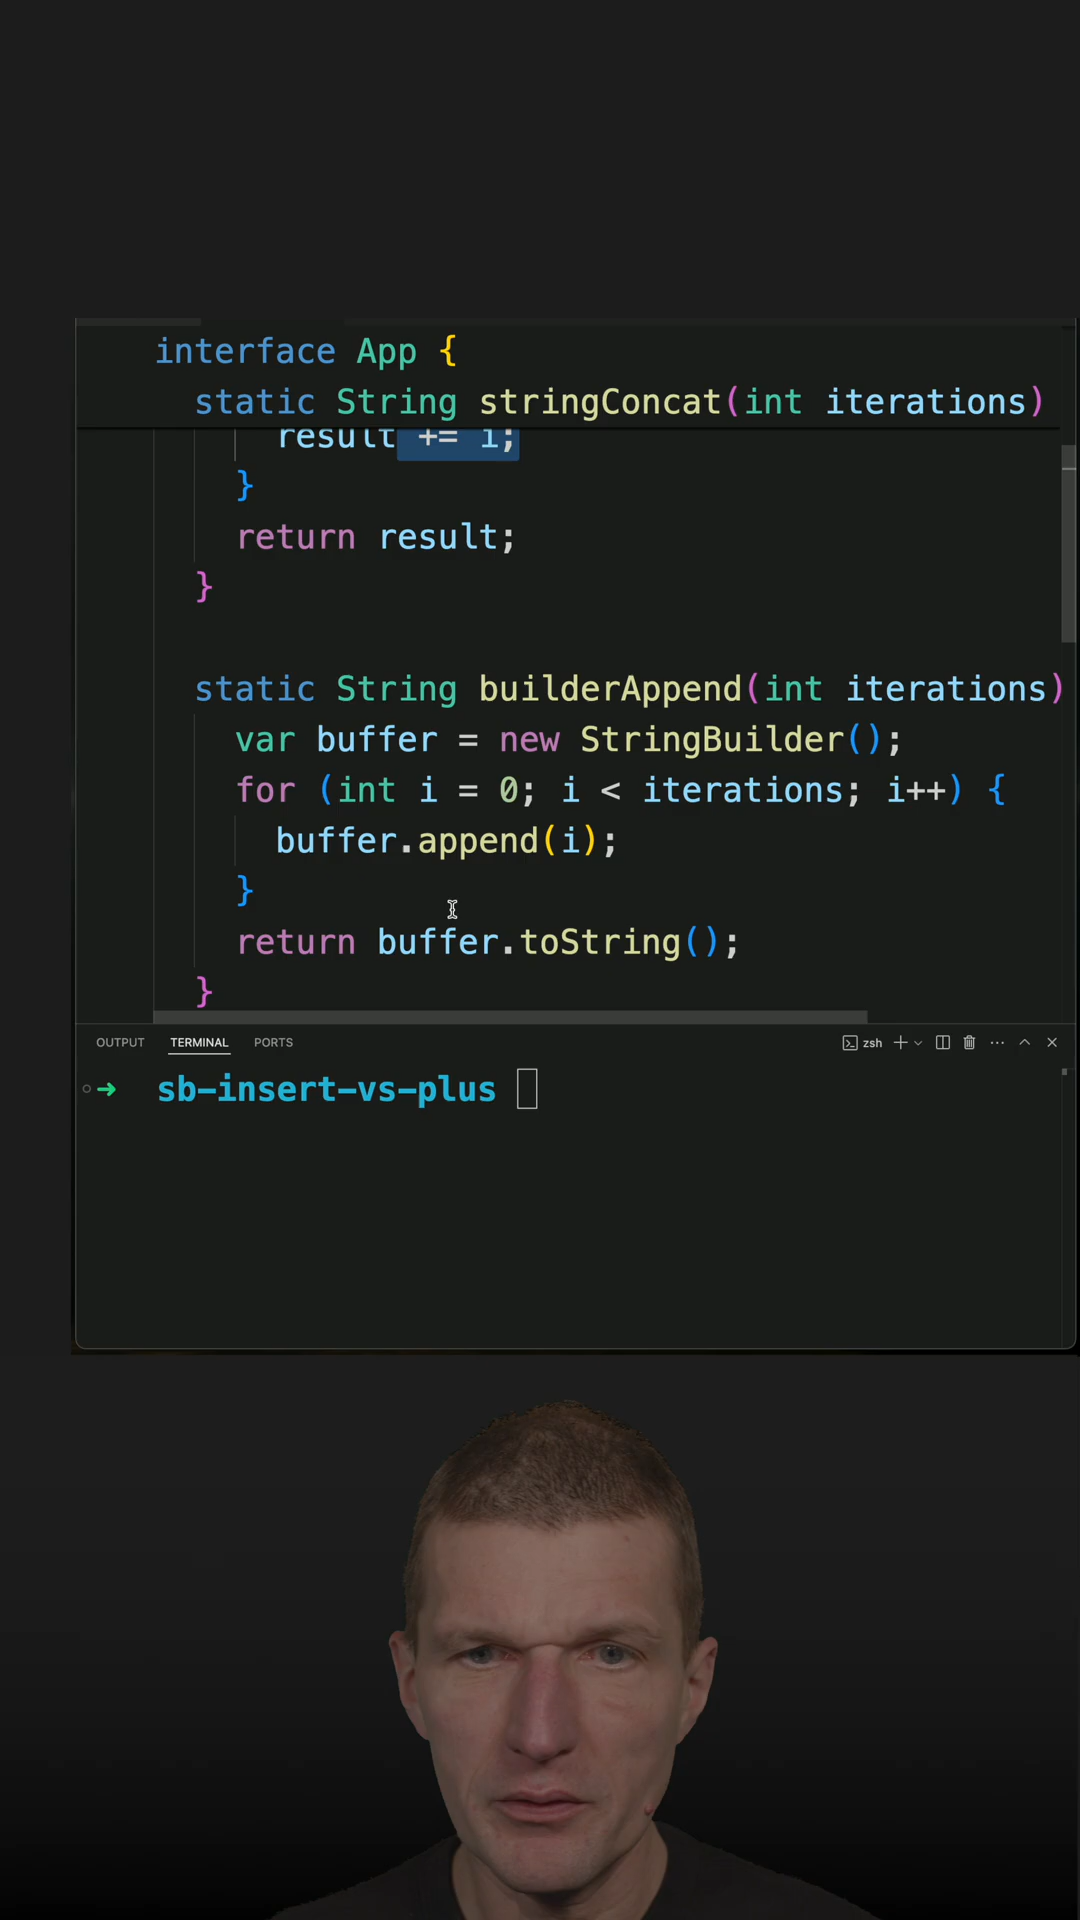 interface App {
static String stringConcat(int iterations)
result += i;
}
return result;
}
static String builderAppend(int iterations)
var buffer = new StringBuilder();
for (int i = 0; i < iterations; i++) {
buffer.append(i);
}
return buffer.toString();
}
OUTPUT TERMINAL PORTS zsh
sb-insert-vs-plus